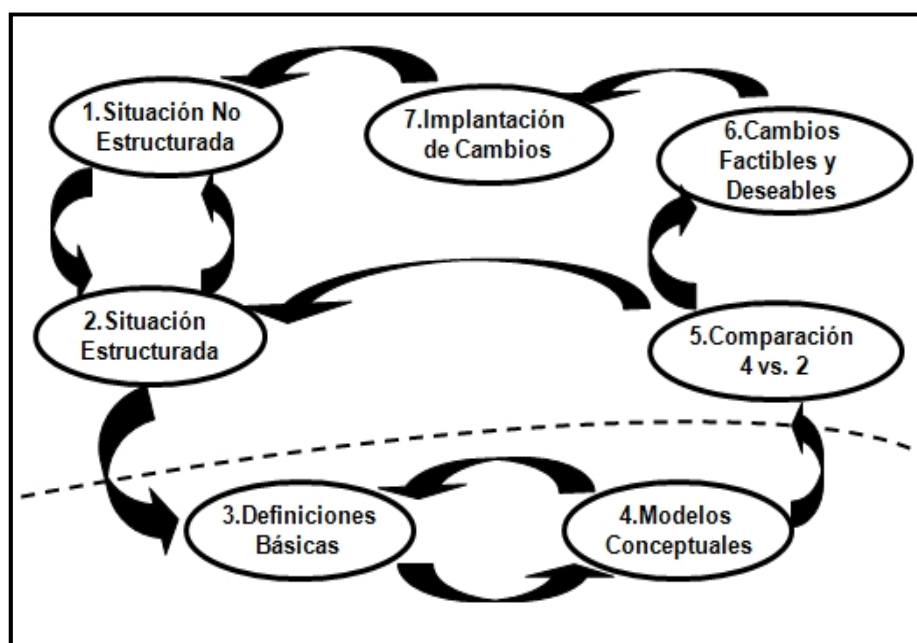 1.Situación No
Estructurada
7.Implantación
de Cambios
6.Cambios
Factibles y
Deseables
2.Situación
Estructurada
5.Comparación
4 vs. 2
3.Definiciones
Básicas
4.Modelos
Conceptuales